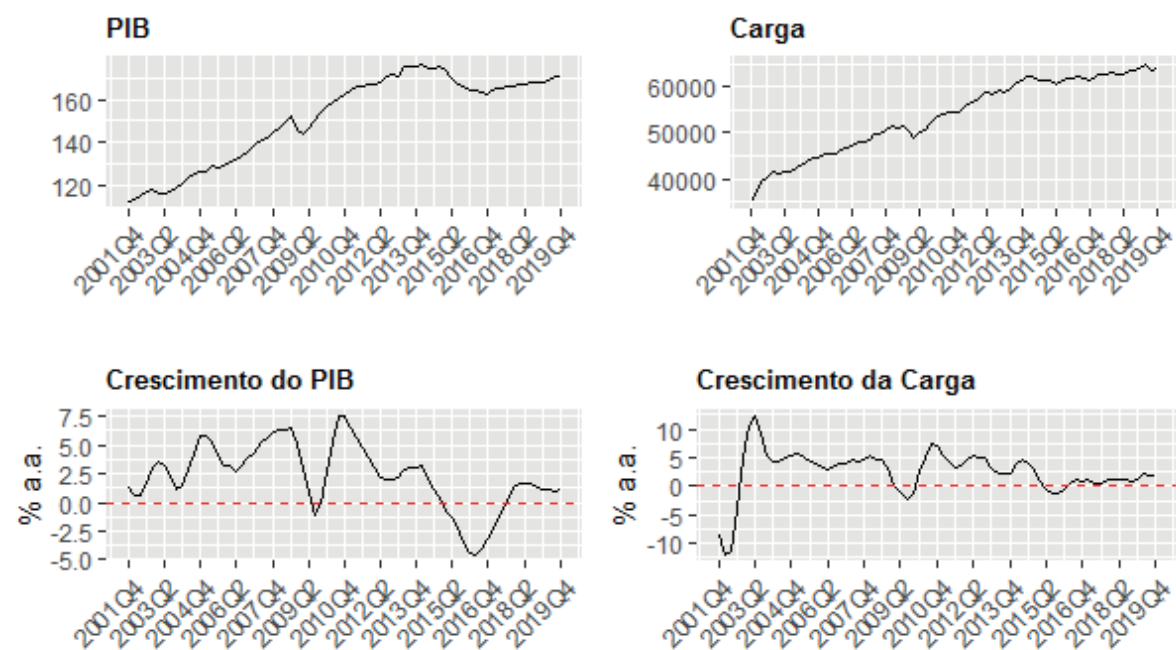 PIB
160
140
120
2001Q4
2003Q2
2004Q4
2006Q2
2007Q4
2009Q2
2010Q4
2012Q2
2013Q4
2015Q2
2016Q4
2018Q2
2019Q4
Carga
60000
50000
40000
2001Q4
2003Q2
2004Q4
2006Q2
2007Q4
2009Q2
2010Q4
2012Q2
2013Q4
2015Q2
2016Q4
2018Q2
2019Q4
Crescimento do PIB
% a.a.
7.5
5.0
2.5
0.0
-2.5
-5.0
2001Q4
2003Q2
2004Q4
2006Q2
2007Q4
2009Q2
2010Q4
2012Q2
2013Q4
2015Q2
2016Q4
2018Q2
2019Q4
Crescimento da Carga
% a.a.
10
5
0
-5
-10
2001Q4
2003Q2
2004Q4
2006Q2
2007Q4
2009Q2
2010Q4
2012Q2
2013Q4
2015Q2
2016Q4
2018Q2
2019Q4